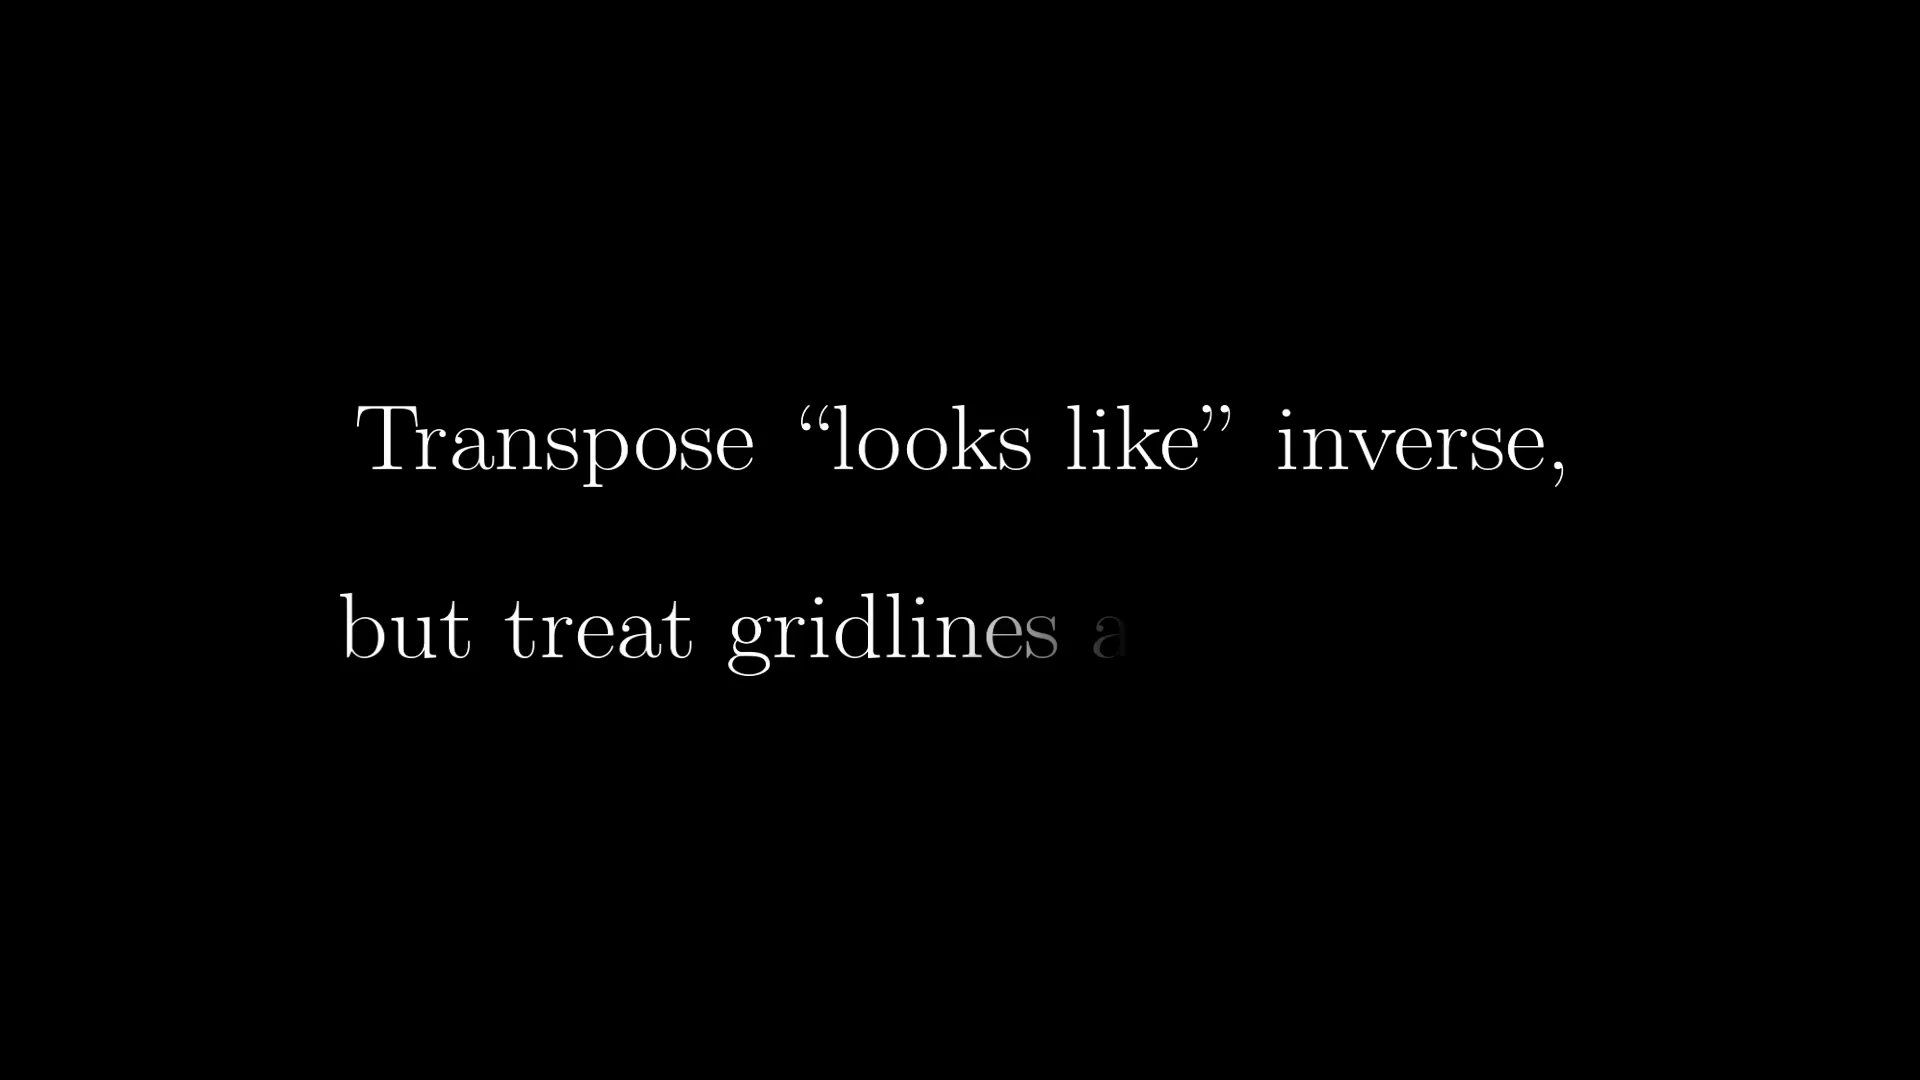 Transpose “looks like” inverse,
but treat gridlines a